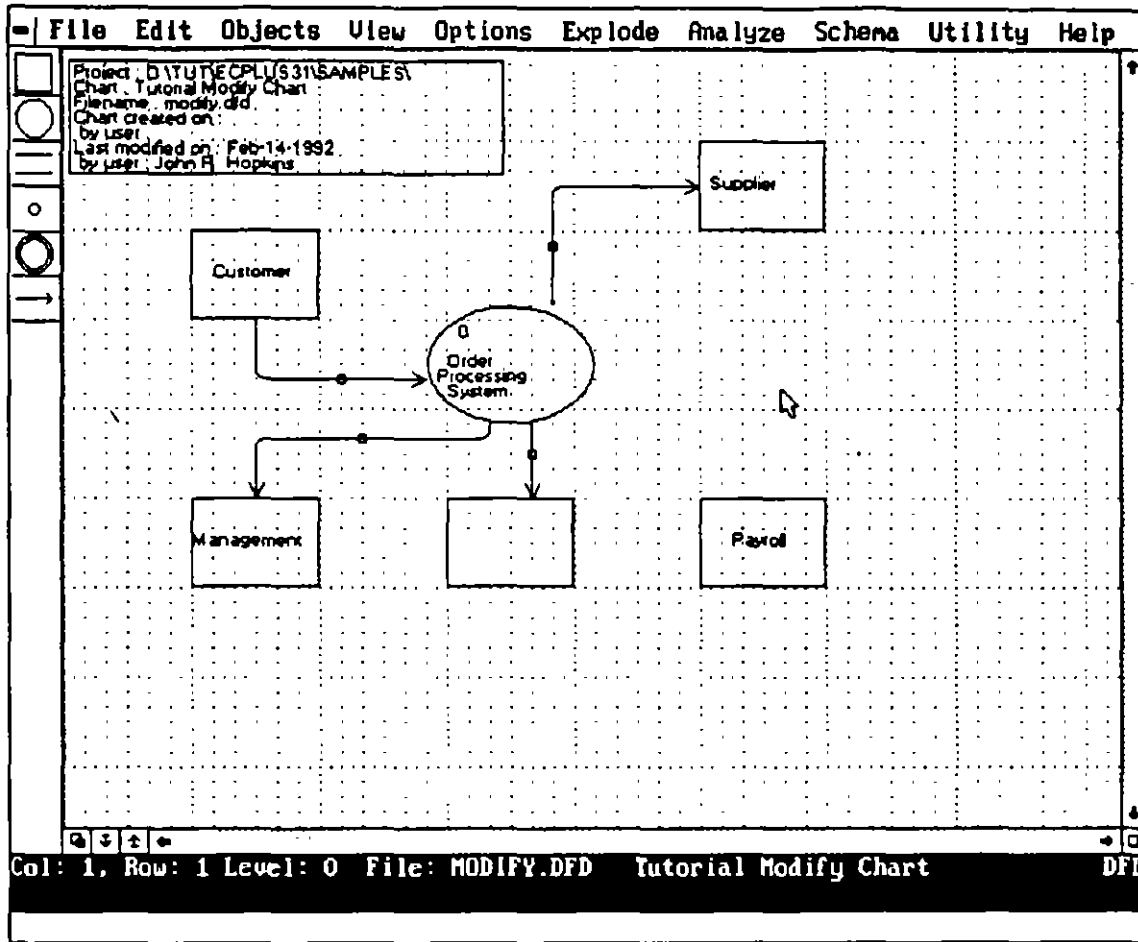 File Edit Objects View Options Explode Analyze Schema Utility Help
Project : D:\TUT\ECPLUS31\SAMPLES\
Chart : Tutorial Modify Chart
Filename : modify.dfd
Chart created on :
by user
Last modified on : Feb-14-1992
by user : John R. Hopkins
Supplier
Customer
0
Order
Processing
System
Management
Payroll
Col: 1, Row: 1 Level: 0 File: MODIFY.DFD Tutorial Modify Chart DFD